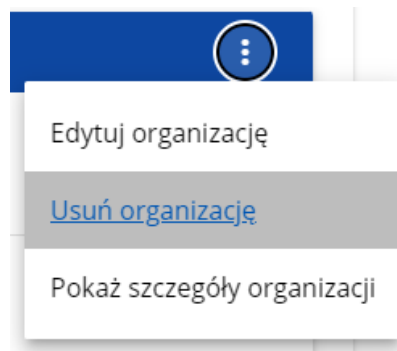 Edytuj organizację
Usuń organizację
Pokaż szczegóły organizacji